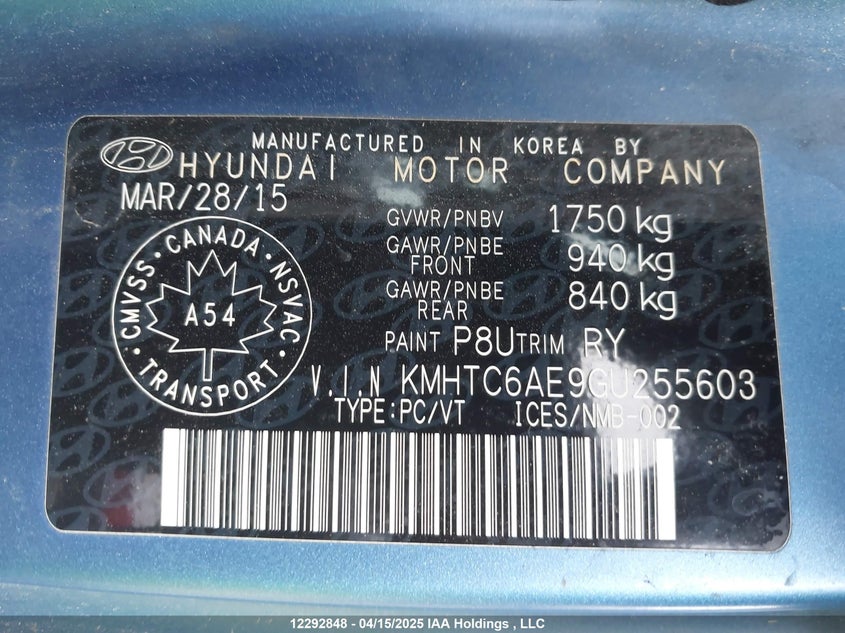 MANUFACTURED IN KOREA BY
HYUNDAI MOTOR COMPANY
MAR/28/15
GVWR/PNBV 1750 kg
GAWR/PNBE FRONT 940 kg
GAWR/PNBE REAR 840 kg
CMVSS · CANADA · NSVAC
A54
TRANSPORT
PAINT P8U TRIM RY
V.I.N KMHTC6AE9GU255603
TYPE:PC/VT ICES/NMB-002
12292848 - 04/15/2025 IAA Holdings , LLC